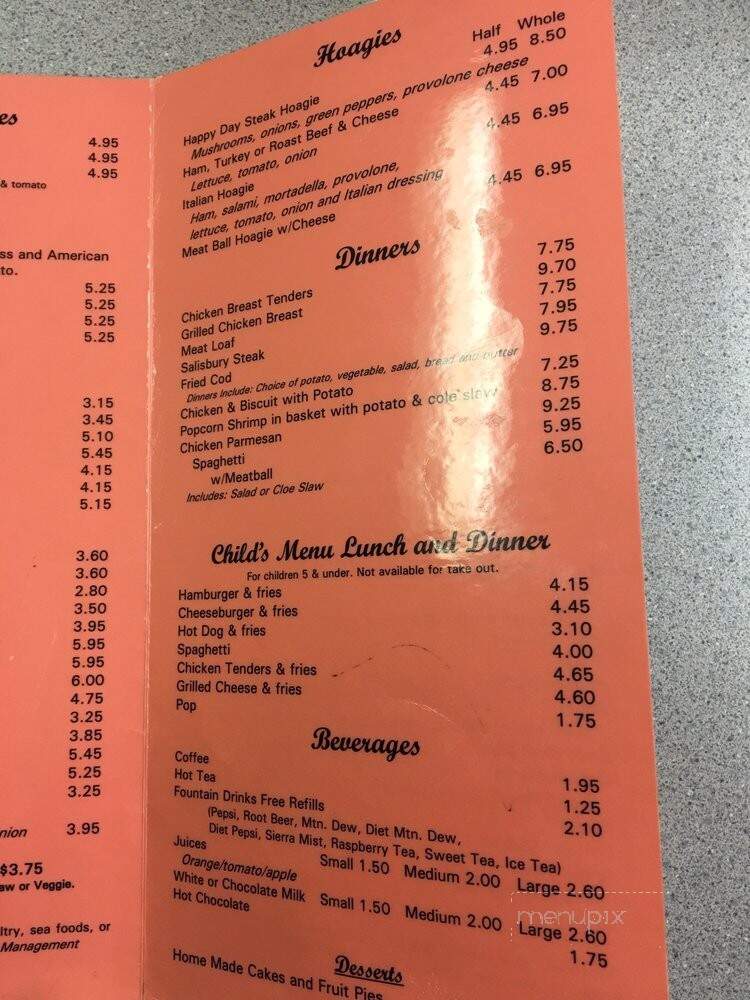 es
4.95
4.95
4.95
& tomato
ss and American
to.
5.25
5.25
5.25
5.25
3.15
3.45
5.10
5.45
4.15
4.15
5.15
3.60
3.60
2.80
3.50
3.95
5.95
5.95
6.00
4.75
3.25
3.85
5.45
5.25
3.25
nion 3.95
$3.75
aw or Veggie.
ltry, sea foods, or
Management
Hoagies
Half Whole
Happy Day Steak Hoagie 4.95 8.50
Mushrooms, onions, green peppers, provolone cheese
Ham, Turkey or Roast Beef & Cheese 4.45 7.00
Lettuce, tomato, onion
Italian Hoagie 4.45 6.95
Ham, salami, mortadella, provolone,
lettuce, tomato, onion and Italian dressing
Meat Ball Hoagie w/Cheese 4.45 6.95
Dinners
Chicken Breast Tenders 7.75
Grilled Chicken Breast 9.70
Meat Loaf 7.75
Salisbury Steak 7.95
Fried Cod 9.75
Dinners Include: Choice of potato, vegetable, salad, bread and butter
Chicken & Biscuit with Potato 7.25
Popcorn Shrimp in basket with potato & cole slaw 8.75
Chicken Parmesan 9.25
Spaghetti 5.95
w/Meatball 6.50
Includes: Salad or Cloe Slaw
Child's Menu Lunch and Dinner
For children 5 & under. Not available for take out.
Hamburger & fries 4.15
Cheeseburger & fries 4.45
Hot Dog & fries 3.10
Spaghetti 4.00
Chicken Tenders & fries 4.65
Grilled Cheese & fries 4.60
Pop 1.75
Beverages
Coffee 1.95
Hot Tea 1.25
Fountain Drinks Free Refills 2.10
(Pepsi, Root Beer, Mtn. Dew, Diet Mtn. Dew,
Diet Pepsi, Sierra Mist, Raspberry Tea, Sweet Tea, Ice Tea)
Juices Small 1.50 Medium 2.00 Large 2.60
Orange/tomato/apple
White or Chocolate Milk Small 1.50 Medium 2.00 Large 2.60
Hot Chocolate 1.75
Desserts
Home Made Cakes and Fruit Pies
menupix